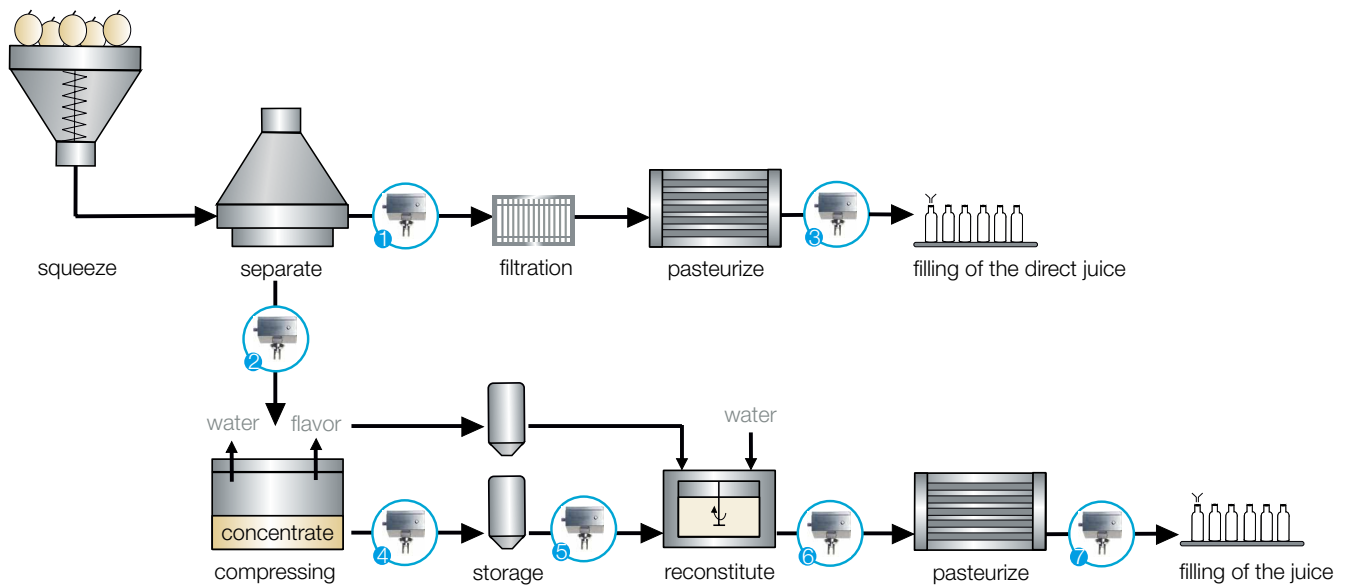 squeeze
separate
filtration
pasteurize
filling of the direct juice
1
3
2
water
flavor
water
concentrate
4
5
6
7
compressing
storage
reconstitute
pasteurize
filling of the juice